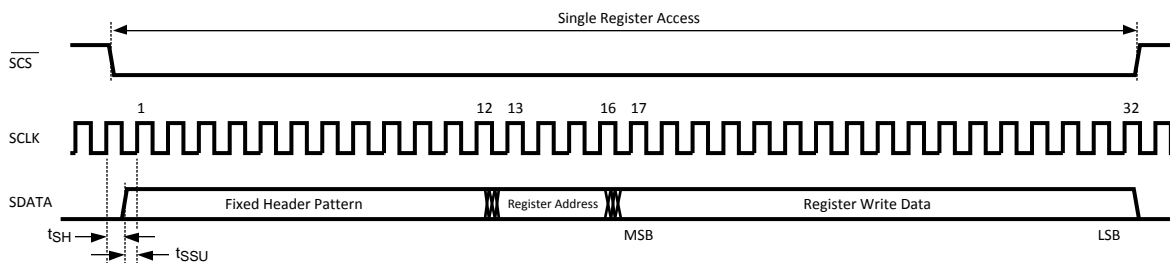 Single Register Access
SCS
1 12 13 16 17 32
SCLK
SDATA Fixed Header Pattern Register Address Register Write Data
tSH MSB LSB
tSSU